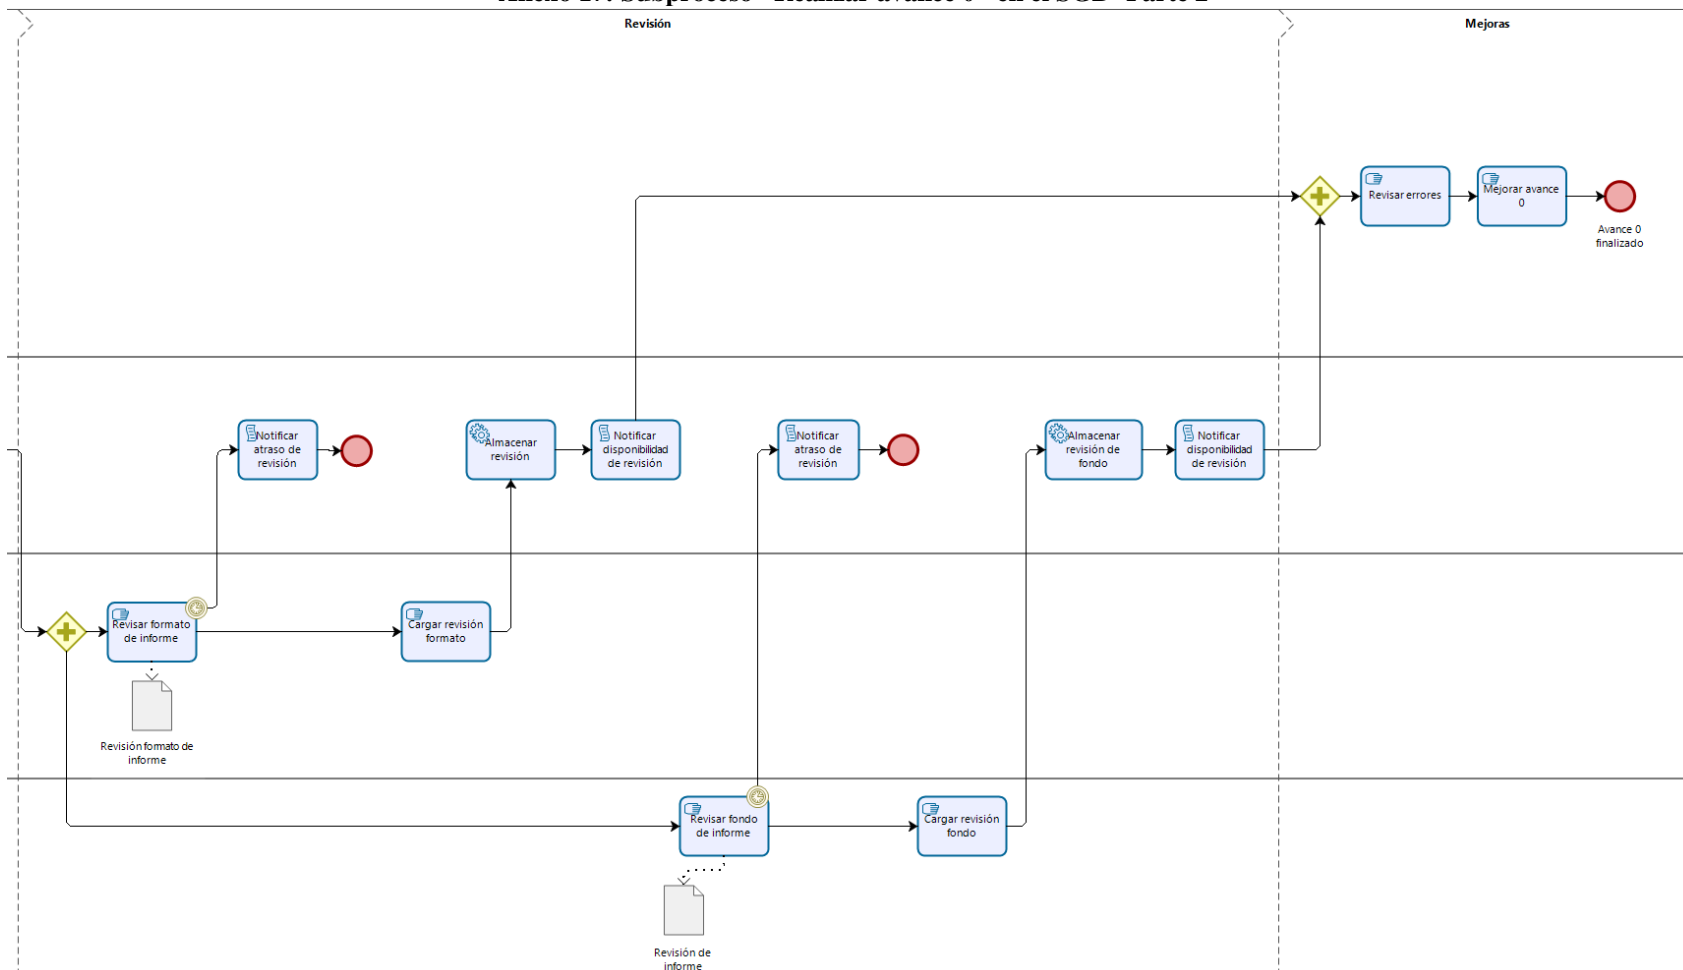 Revisión
Mejoras
Revisar errores
Mejorar avance
0
Avance 0
finalizado
Notificar
atraso de
revisión
Almacenar
revisión
Notificar
disponibilidad
de revisión
Notificar
atraso de
revisión
Almacenar
revisión de
fondo
Notificar
disponibilidad
de revisión
Revisar formato
de informe
Cargar revisión
formato
Revisión formato de
informe
Revisar fondo
de informe
Cargar revisión
fondo
Revisión de
informe